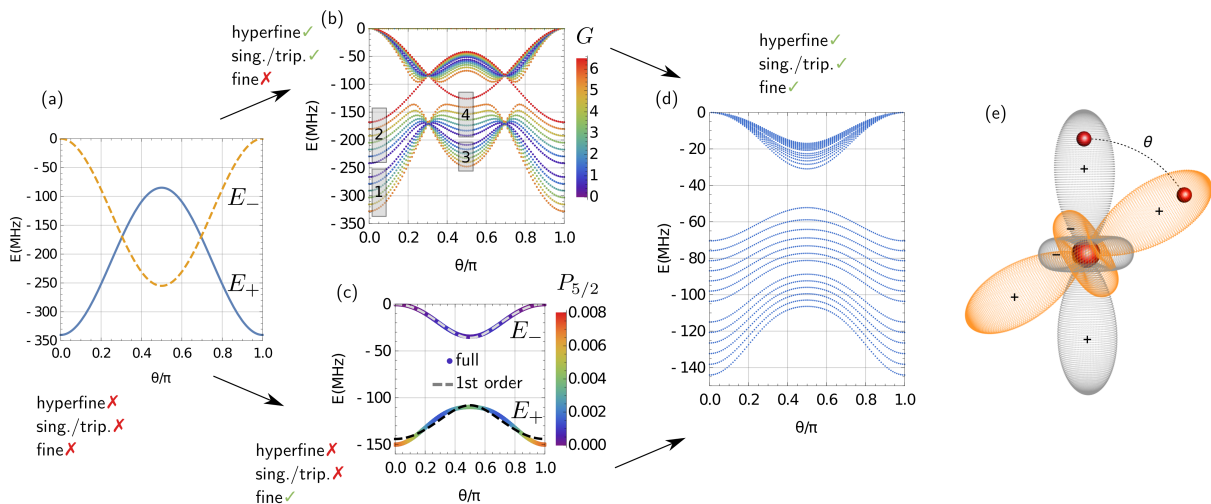 (a)
E(MHz)
0
- 50
- 100
- 150
- 200
- 250
- 300
- 350
E₋
E₊
0.0 0.2 0.4 0.6 0.8 1.0
θ/π
hyperfine✗
sing./trip.✗
fine✗
hyperfine✓
sing./trip.✓
fine✗
(b)
G
E(MHz)
0
- 50
- 100
- 150
- 200
- 250
- 300
- 350
2
1
4
3
0.0 0.2 0.4 0.6 0.8 1.0
θ/π
6
5
4
3
2
1
0
(c)
P₅/₂
E(MHz)
0
-50
-100
-150
E₋
full
1st order
E₊
0.0 0.2 0.4 0.6 0.8 1.0
θ/π
0.008
0.006
0.004
0.002
0.000
hyperfine✗
sing./trip.✗
fine✓
hyperfine✓
sing./trip.✓
fine✓
(d)
E(MHz)
0
- 20
- 40
- 60
- 80
- 100
- 120
- 140
0.0 0.2 0.4 0.6 0.8 1.0
θ/π
(e)
θ
+
+
−
−
+
+